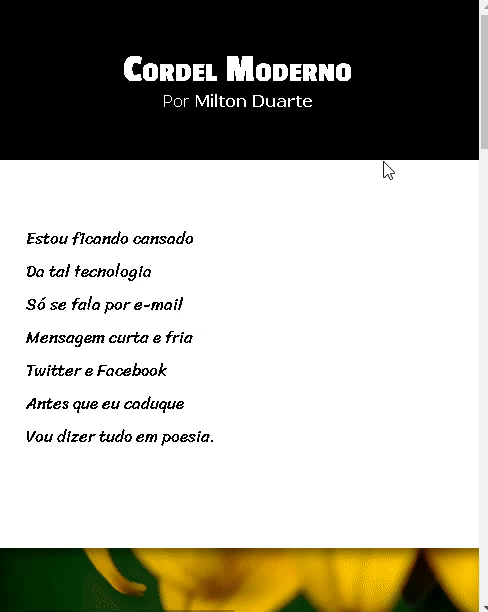 Cordel Moderno
Por Milton Duarte
Estou ficando cansado
Da tal tecnologia
Só se fala por e-mail
Mensagem curta e fria
Twitter e Facebook
Antes que eu caduque
Vou dizer tudo em poesia.